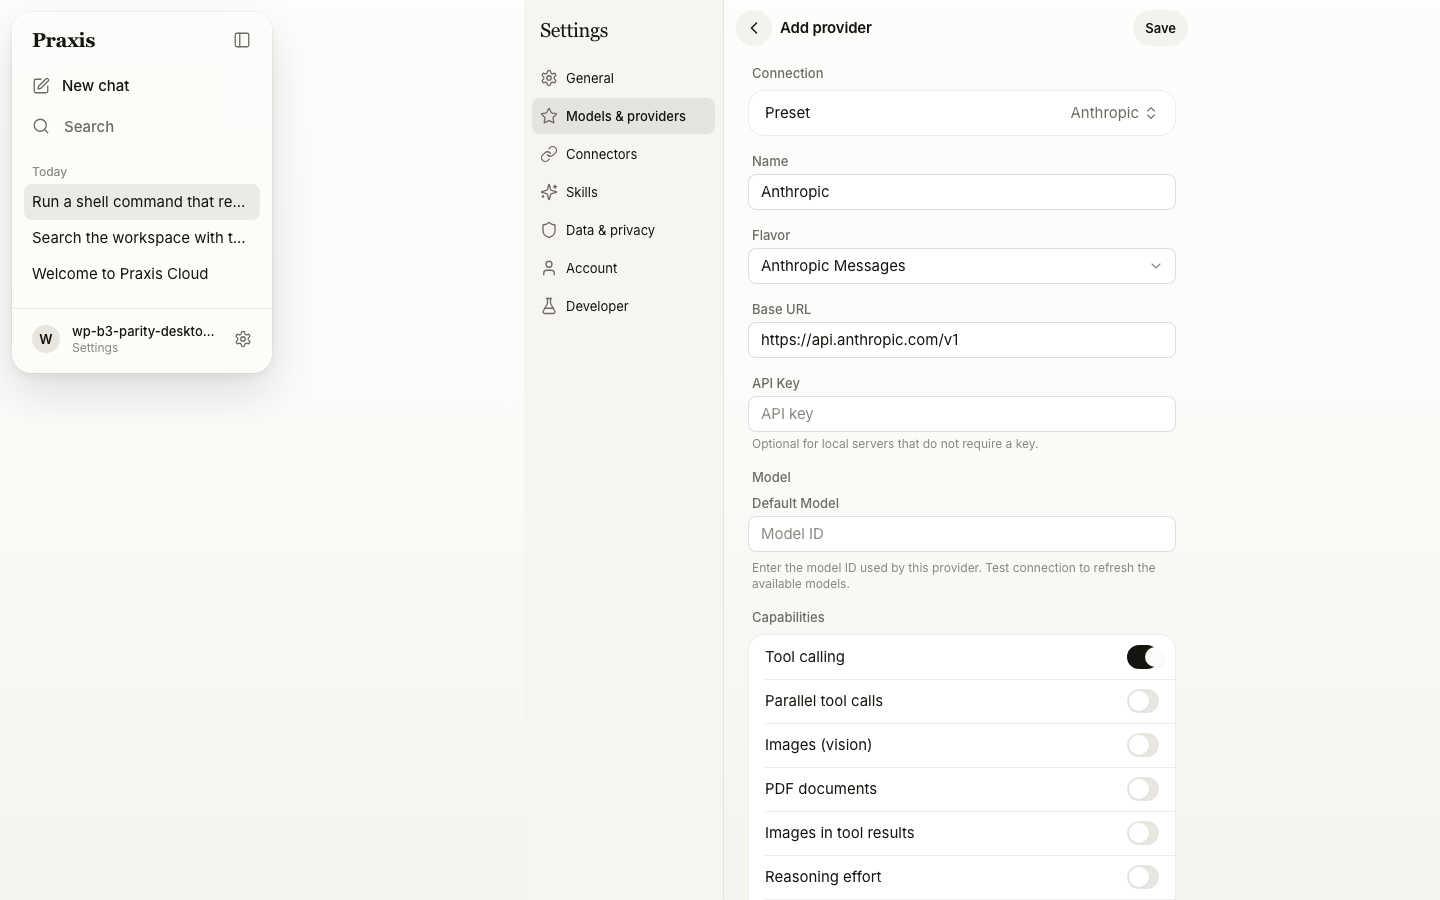 Praxis
New chat
Search
Today
Run a shell command that re...
Search the workspace with t...
Welcome to Praxis Cloud
W
wp-b3-parity-deskto...
Settings
Settings
General
Models & providers
Connectors
Skills
Data & privacy
Account
Developer
Add provider
Save
Connection
Preset
Anthropic
Name
Anthropic
Flavor
Anthropic Messages
Base URL
https://api.anthropic.com/v1
API Key
API key
Optional for local servers that do not require a key.
Model
Default Model
Model ID
Enter the model ID used by this provider. Test connection to refresh the
available models.
Capabilities
Tool calling
Parallel tool calls
Images (vision)
PDF documents
Images in tool results
Reasoning effort